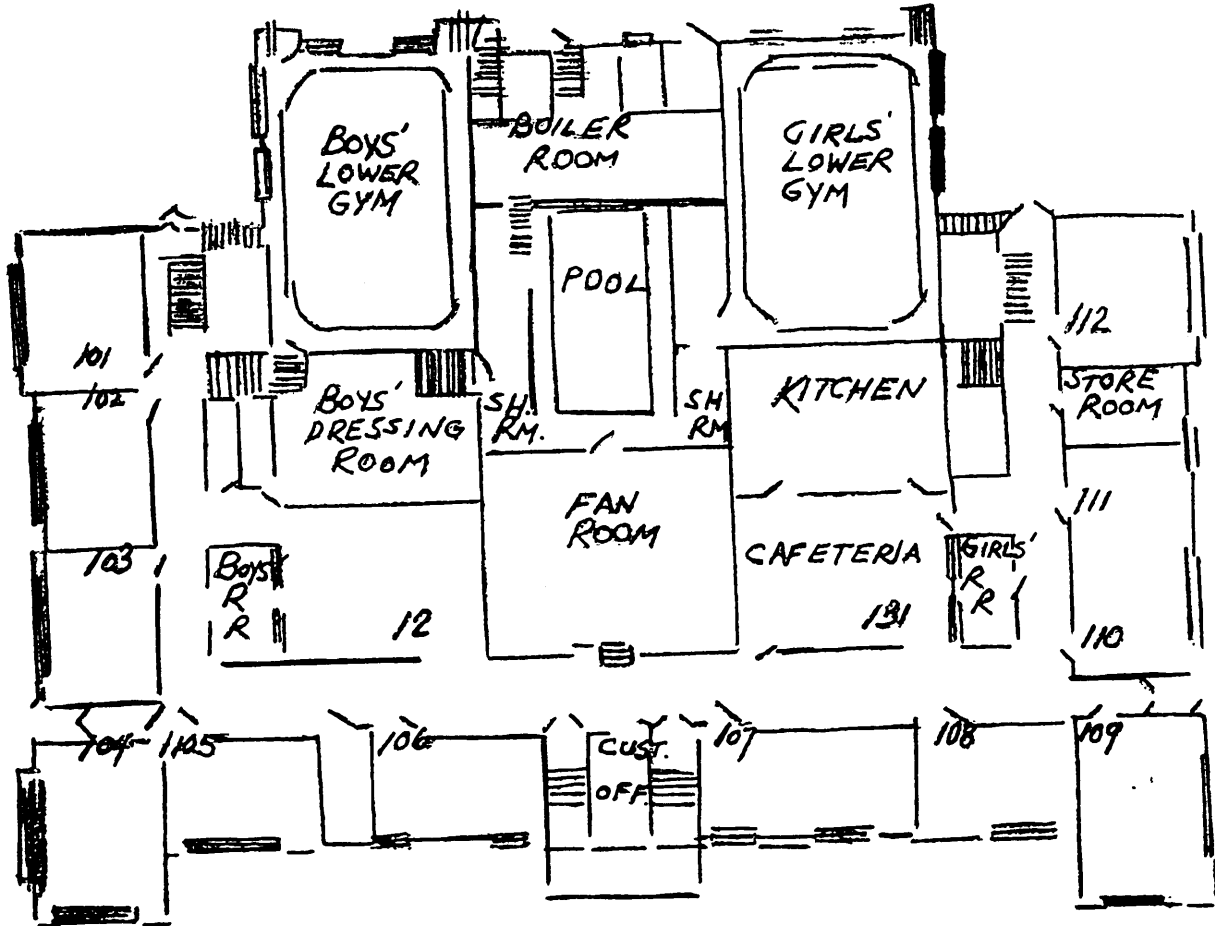 BOYS'
LOWER
GYM
BOILER
ROOM
GIRLS'
LOWER
GYM
POOL
101
102
112
STORE
ROOM
BOYS'
DRESSING
ROOM
SH.
RM.
SH
RM
KITCHEN
FAN
ROOM
111
103
BOYS'
R
R
12
CAFETERIA
GIRLS'
R
R
110
104
105
106
CUST.
OFF
107
108
109